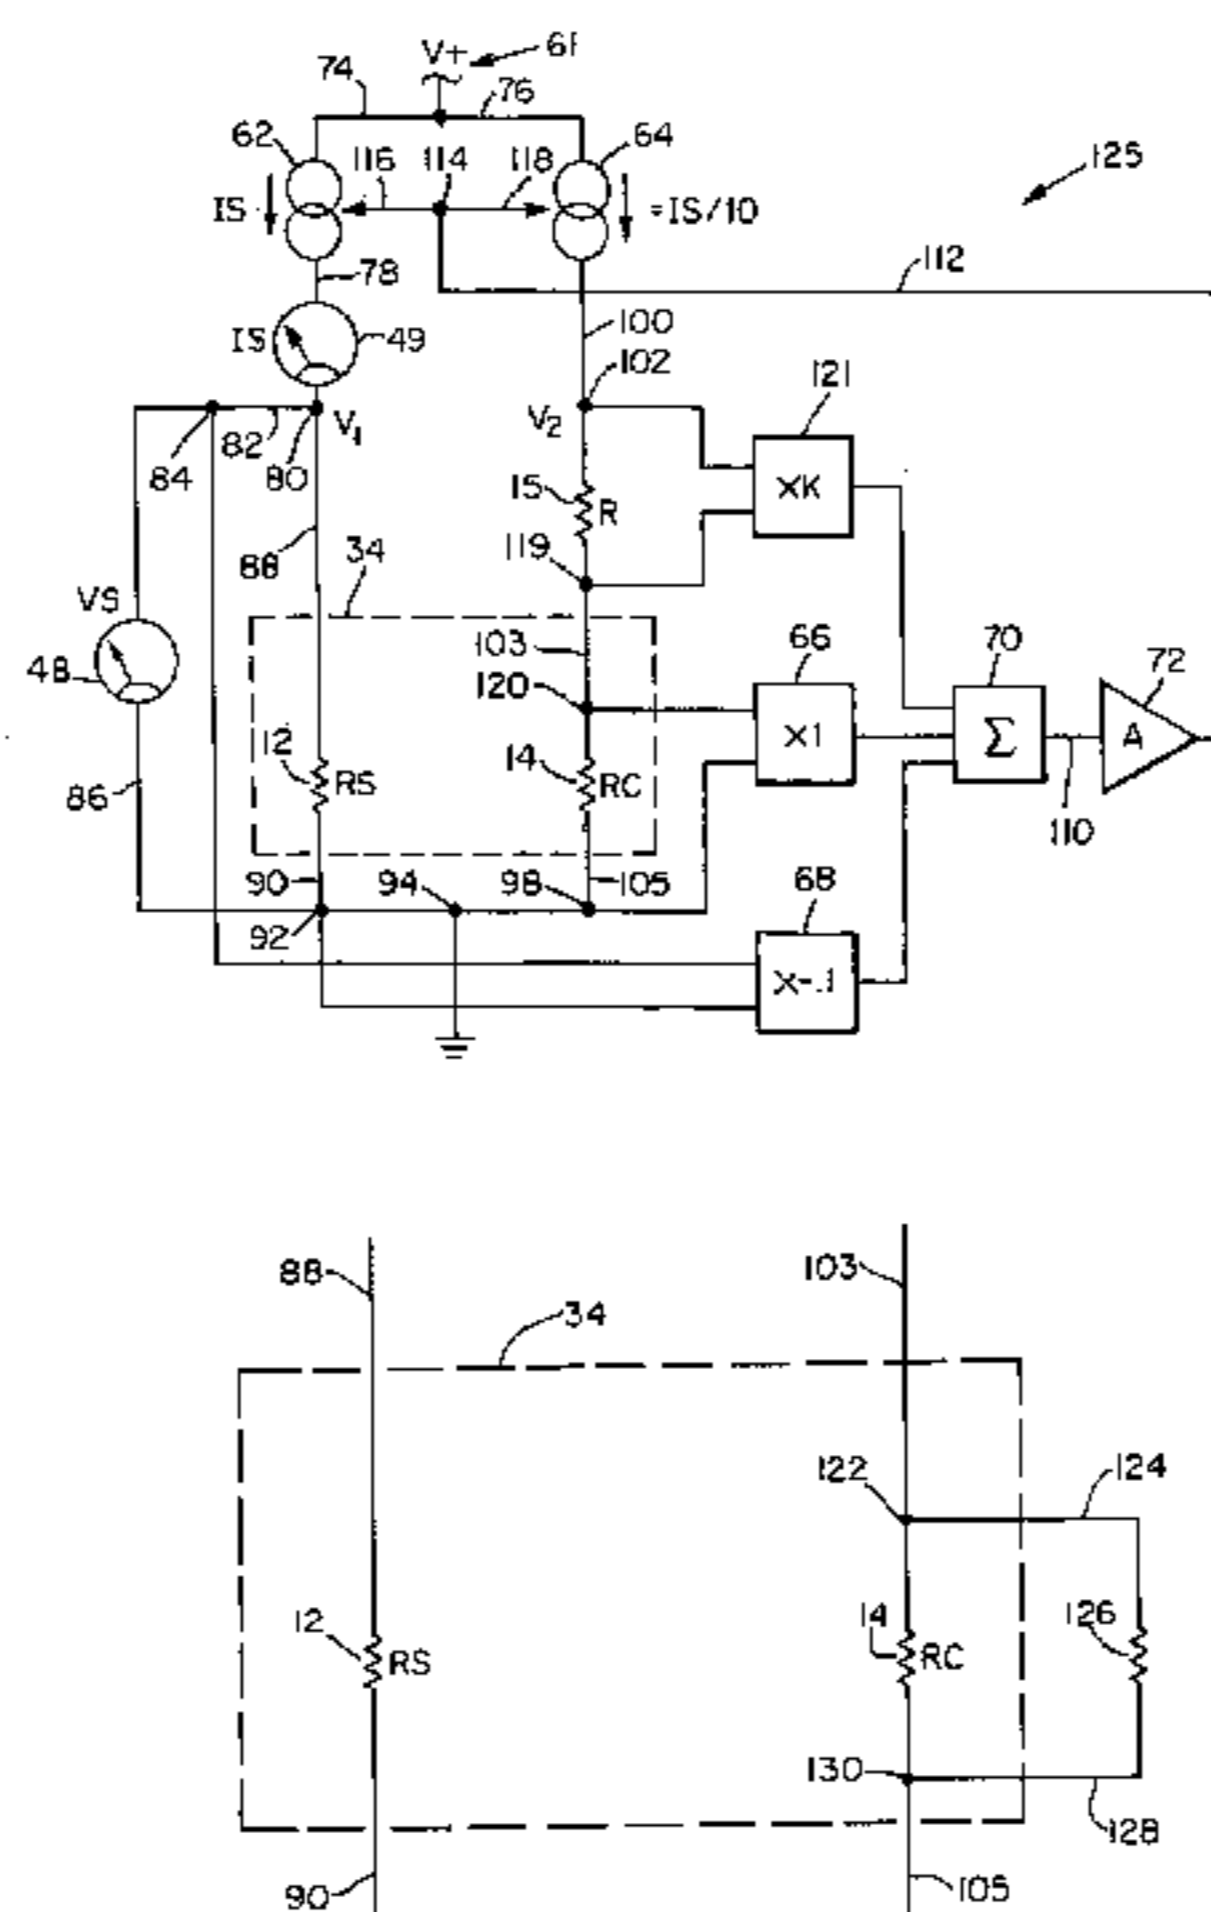 V+ 61
74 76
62 116 114 118 64 125
IS =IS/10
78 112
IS 49 100
102 121
84 82 80 V1 V2 XK
15 R
88 34 119
VS 103 66 70 72
48 120 X1 Σ A
12 RS 14 RC
86 110
90 94 98 105 68
92 X-.1
88 103
34
122 124
12 RS 14 RC 126
130
128
90 105